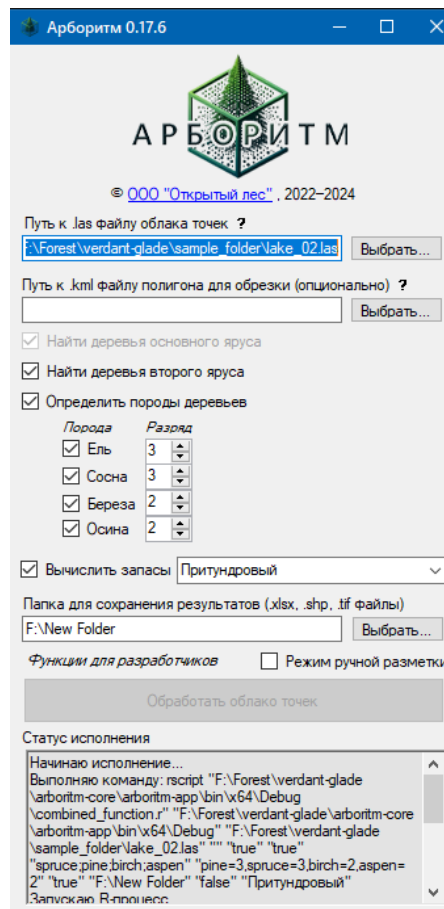 Арборитм 0.17.6
АРБОРИТМ
© ООО "Открытый лес" , 2022–2024
Путь к .las файлу облака точек ?
F:\Forest\verdant-glade\sample_folder\lake_02.las Выбрать...
Путь к .kml файлу полигона для обрезки (опционально) ?
Выбрать...
Найти деревья основного яруса
Найти деревья второго яруса
Определить породы деревьев
Порода Разряд
Ель 3
Сосна 3
Береза 2
Осина 2
Вычислить запасы Притундровый
Папка для сохранения результатов (.xlsx, .shp, .tif файлы)
F:\New Folder Выбрать...
Функции для разработчиков Режим ручной разметки
Обработать облако точек
Статус исполнения
Начинаю исполнение...
Выполняю команду: rscript "F:\Forest\verdant-glade
\arboritm-core\arboritm-app\bin\x64\Debug
\combined_function.r" "F:\Forest\verdant-glade\arboritm-core
\arboritm-app\bin\x64\Debug" "F:\Forest\verdant-glade
\sample_folder\lake_02.las" "" "true" "true"
"spruce;pine;birch;aspen" "pine=3,spruce=3,birch=2,aspen=
2" "true" "F:\New Folder" "false" "Притундровый"
Запускаю R-процесс